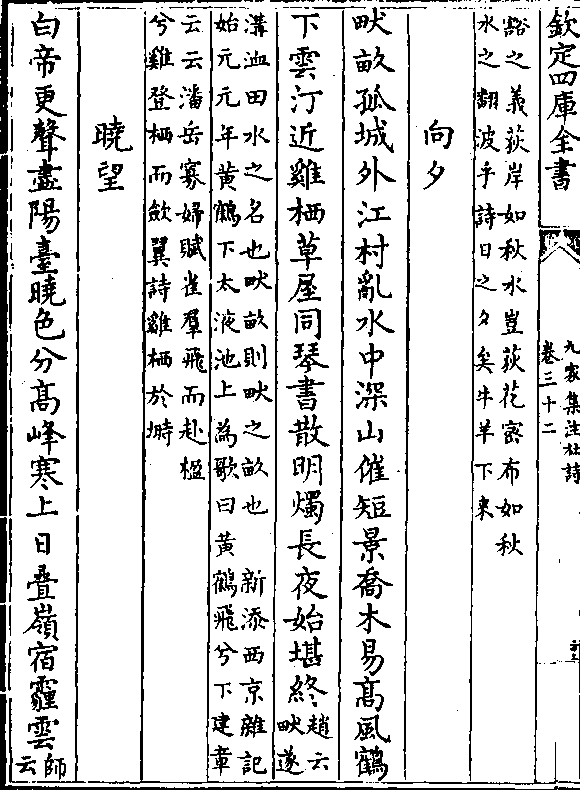 欽定四庫全書
九家集注杜詩
卷三十二
谿之義荻岸如秋水豈荻花密布如秋
水之翻波乎詩日之夕矣牛羊下來
向夕
畎畝孤城外江村亂水中深山催短景喬木易髙風鶴
下雲汀近雞栖草屋同琴書散明燭長夜始堪終
趙云
畎遂
溝洫田水之名也畎畝則畎之畝也　新添西京雜記
始元元年黄鶴下太液池上為歌曰黄鶴飛兮下建章
云云潘岳寡婦賦雀羣飛而赴楹
兮雞登栖而斂翼詩雞栖於塒
曉望
白帝更聲盡陽臺曉色分髙峰寒上日疊嶺宿霾雲
師
云